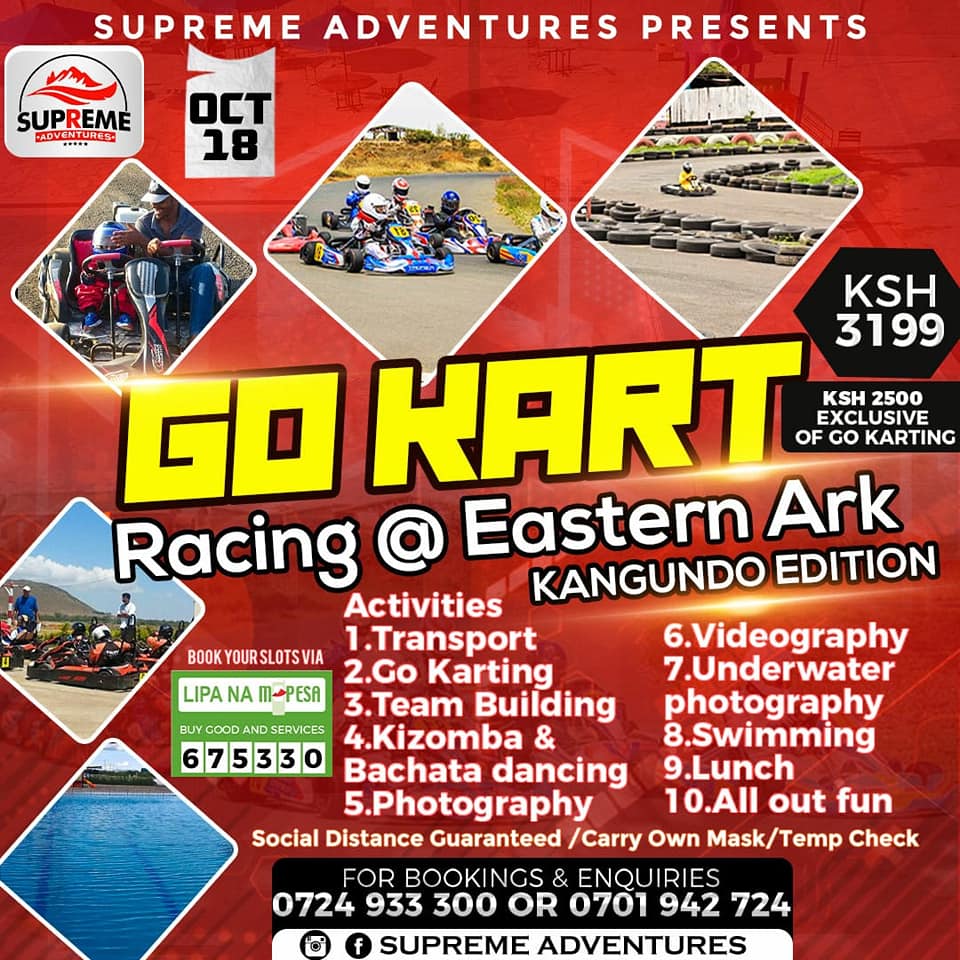 SUPREME ADVENTURES PRESENTS
SUPREME
ADVENTURES
OCT
18
KSH
3199
KSH 2500
EXCLUSIVE
OF GO KARTING
GO KART
Racing @ Eastern Ark
KANGUNDO EDITION
Activities
1.Transport
2.Go Karting
3.Team Building
4.Kizomba &
Bachata dancing
5.Photography
6.Videography
7.Underwater
photography
8.Swimming
9.Lunch
10.All out fun
BOOK YOUR SLOTS VIA
LIPA NA M-PESA
BUY GOOD AND SERVICES
675330
Social Distance Guaranteed /Carry Own Mask/Temp Check
FOR BOOKINGS & ENQUIRIES
0724 933 300 OR 0701 942 724
SUPREME ADVENTURES